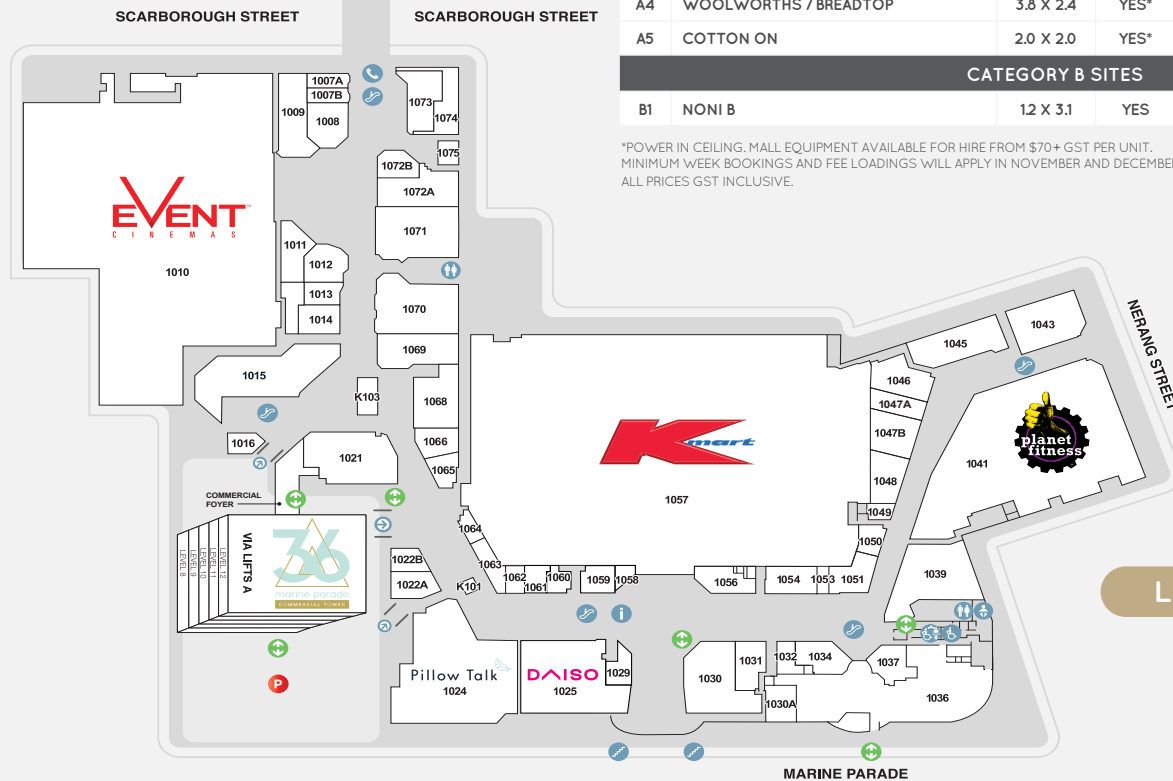 SCARBOROUGH STREET
SCARBOROUGH STREET
A4 WOOLWORTHS / BREADTOP 3.8 X 2.4 YES*
A5 COTTON ON 2.0 X 2.0 YES*
CATEGORY B SITES
B1 NONI B 1.2 X 3.1 YES
*POWER IN CEILING. MALL EQUIPMENT AVAILABLE FOR HIRE FROM $70+ GST PER UNIT.
MINIMUM WEEK BOOKINGS AND FEE LOADINGS WILL APPLY IN NOVEMBER AND DECEMBER
ALL PRICES GST INCLUSIVE.
1007A
1007B
1009
1008
1073
1074
1075
1072B
1072A
1071
EVENT
CINEMAS
1010
1011
1012
1013
1014
1070
1069
1015
K103
1068
1066
1065
1016
1021
COMMERCIAL
FOYER
Kmart
1057
1043
1045
NERANG STREET
1046
1047A
1047B
1048
1049
1050
planet
fitness
1041
1064
1063
1062
1061
1060
1059
1058
1056
1054
1053
1051
1039
VIA LIFTS A
LEVEL 12
LEVEL 11
LEVEL 10
LEVEL 9
LEVEL 8
36
marine parade
COMMERCIAL TOWER
1022B
1022A
K101
i
L
P
Pillow Talk
1024
DAISO
1025
1029
1030
1031
1032
1034
1030A
1037
1036
MARINE PARADE